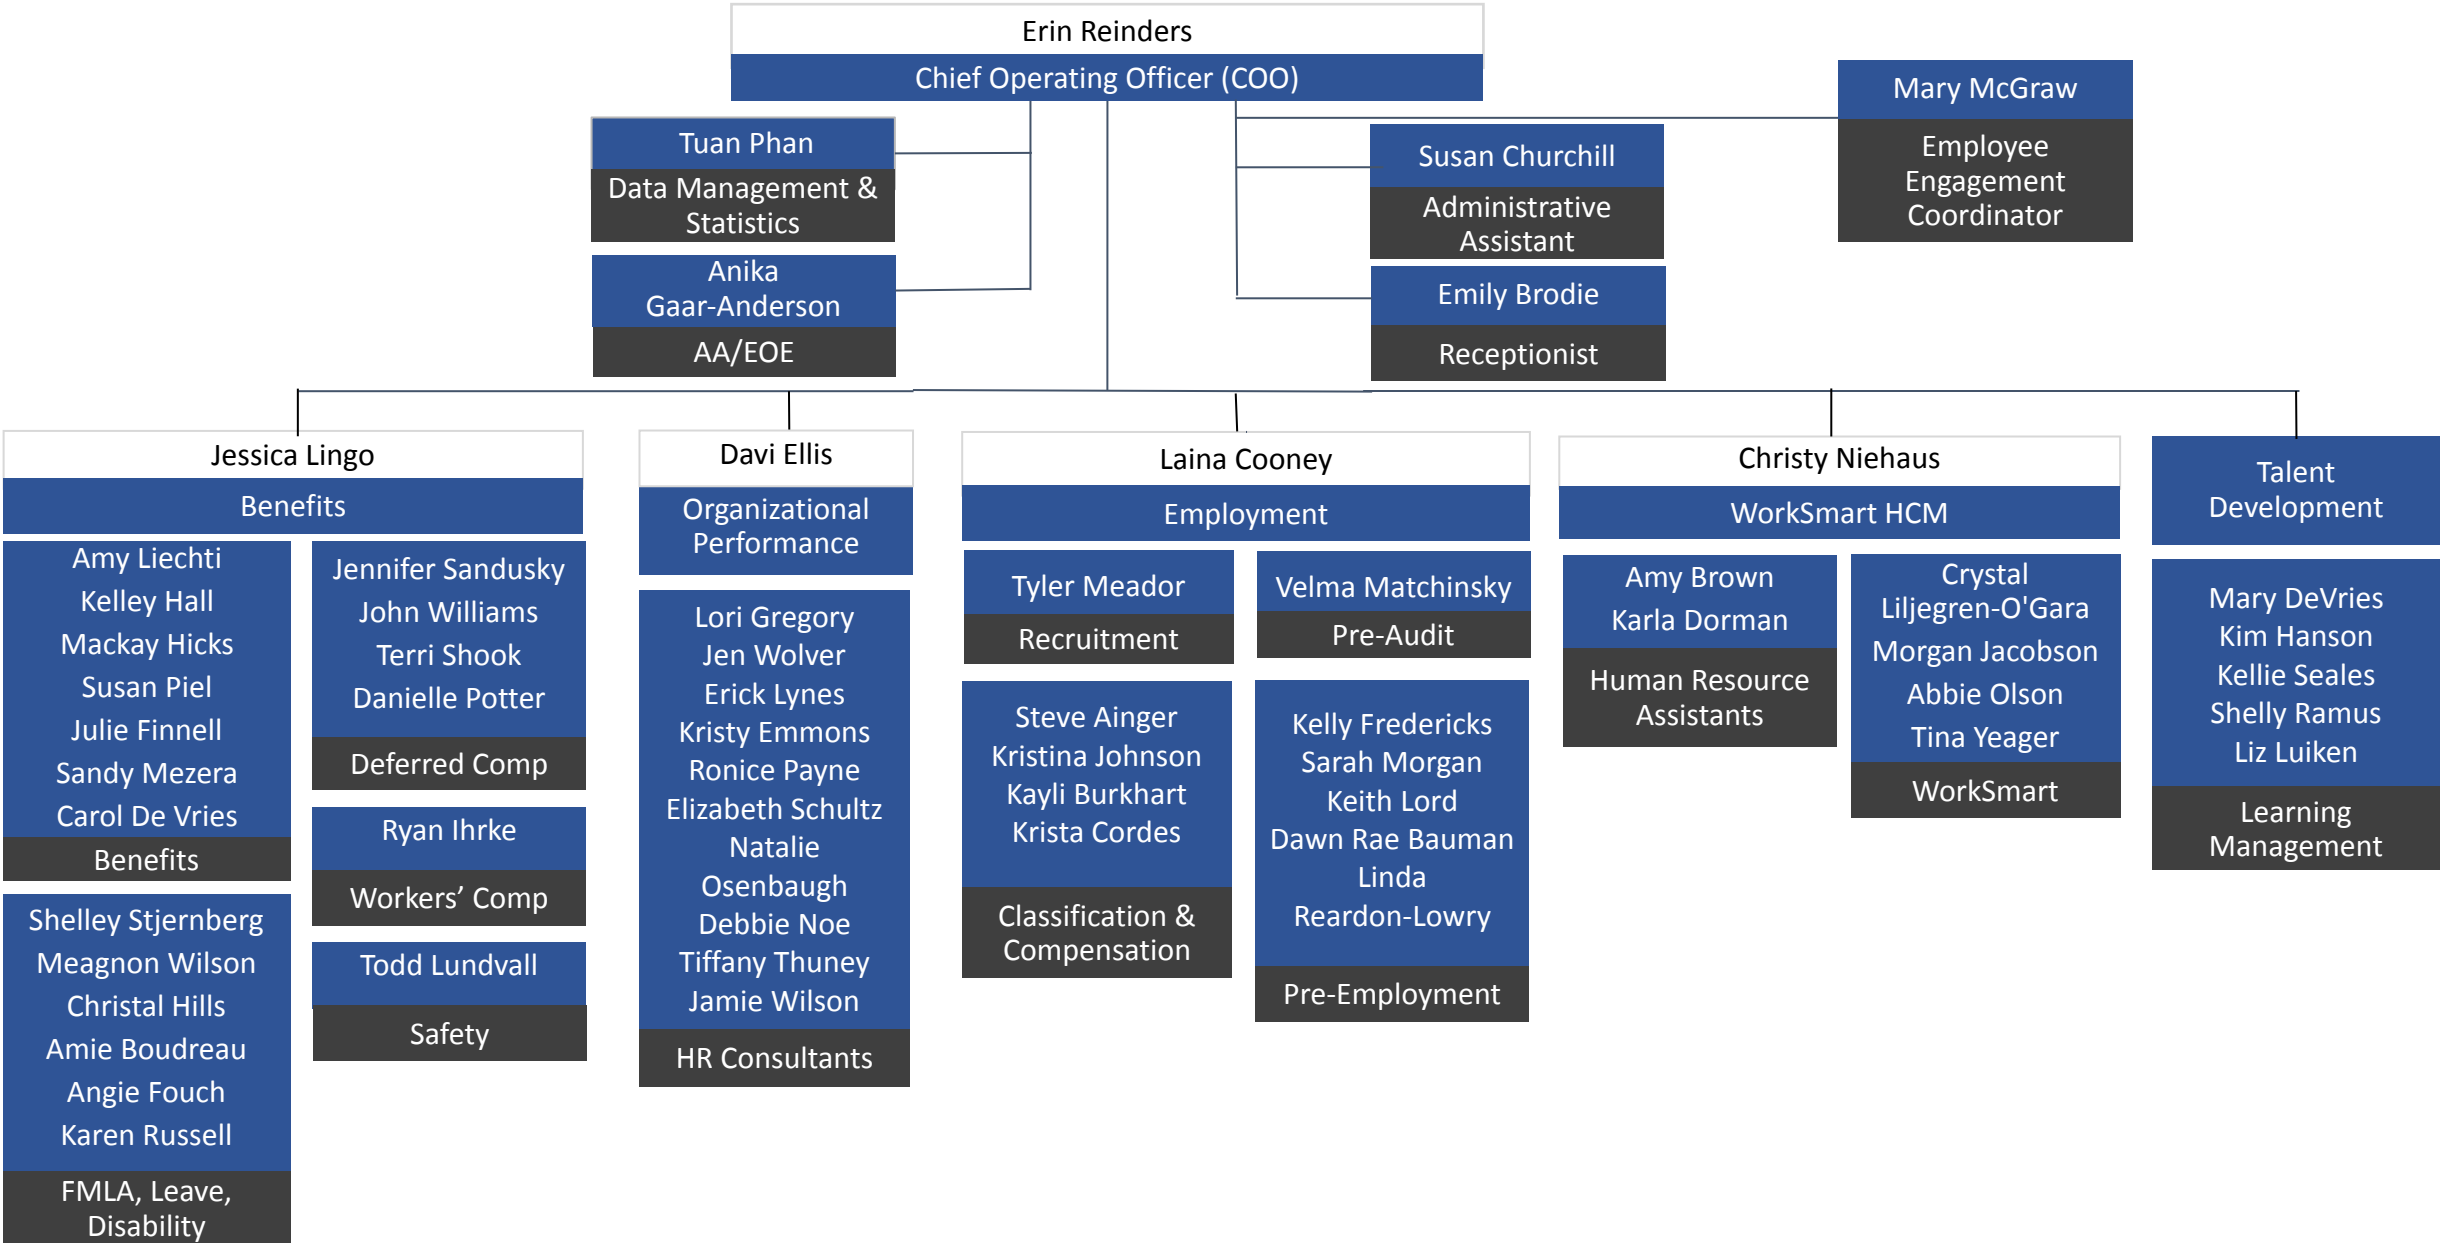 Erin Reinders
Chief Operating Officer (COO)
Mary McGraw
Employee
Engagement
Coordinator
Tuan Phan
Data Management &
Statistics
Susan Churchill
Administrative
Assistant
Anika
Gaar-Anderson
AA/EOE
Emily Brodie
Receptionist
Jessica Lingo
Benefits
Amy Liechti
Kelley Hall
Mackay Hicks
Susan Piel
Julie Finnell
Sandy Mezera
Carol De Vries
Benefits
Shelley Stjernberg
Meagnon Wilson
Christal Hills
Amie Boudreau
Angie Fouch
Karen Russell
FMLA, Leave,
Disability
Jennifer Sandusky
John Williams
Terri Shook
Danielle Potter
Deferred Comp
Ryan Ihrke
Workers’ Comp
Todd Lundvall
Safety
Davi Ellis
Organizational
Performance
Lori Gregory
Jen Wolver
Erick Lynes
Kristy Emmons
Ronice Payne
Elizabeth Schultz
Natalie
Osenbaugh
Debbie Noe
Tiffany Thuney
Jamie Wilson
HR Consultants
Laina Cooney
Employment
Tyler Meador
Recruitment
Steve Ainger
Kristina Johnson
Kayli Burkhart
Krista Cordes
Classification &
Compensation
Velma Matchinsky
Pre-Audit
Kelly Fredericks
Sarah Morgan
Keith Lord
Dawn Rae Bauman
Linda
Reardon-Lowry
Pre-Employment
Christy Niehaus
WorkSmart HCM
Amy Brown
Karla Dorman
Human Resource
Assistants
Crystal
Liljegren-O'Gara
Morgan Jacobson
Abbie Olson
Tina Yeager
WorkSmart
Talent
Development
Mary DeVries
Kim Hanson
Kellie Seales
Shelly Ramus
Liz Luiken
Learning
Management